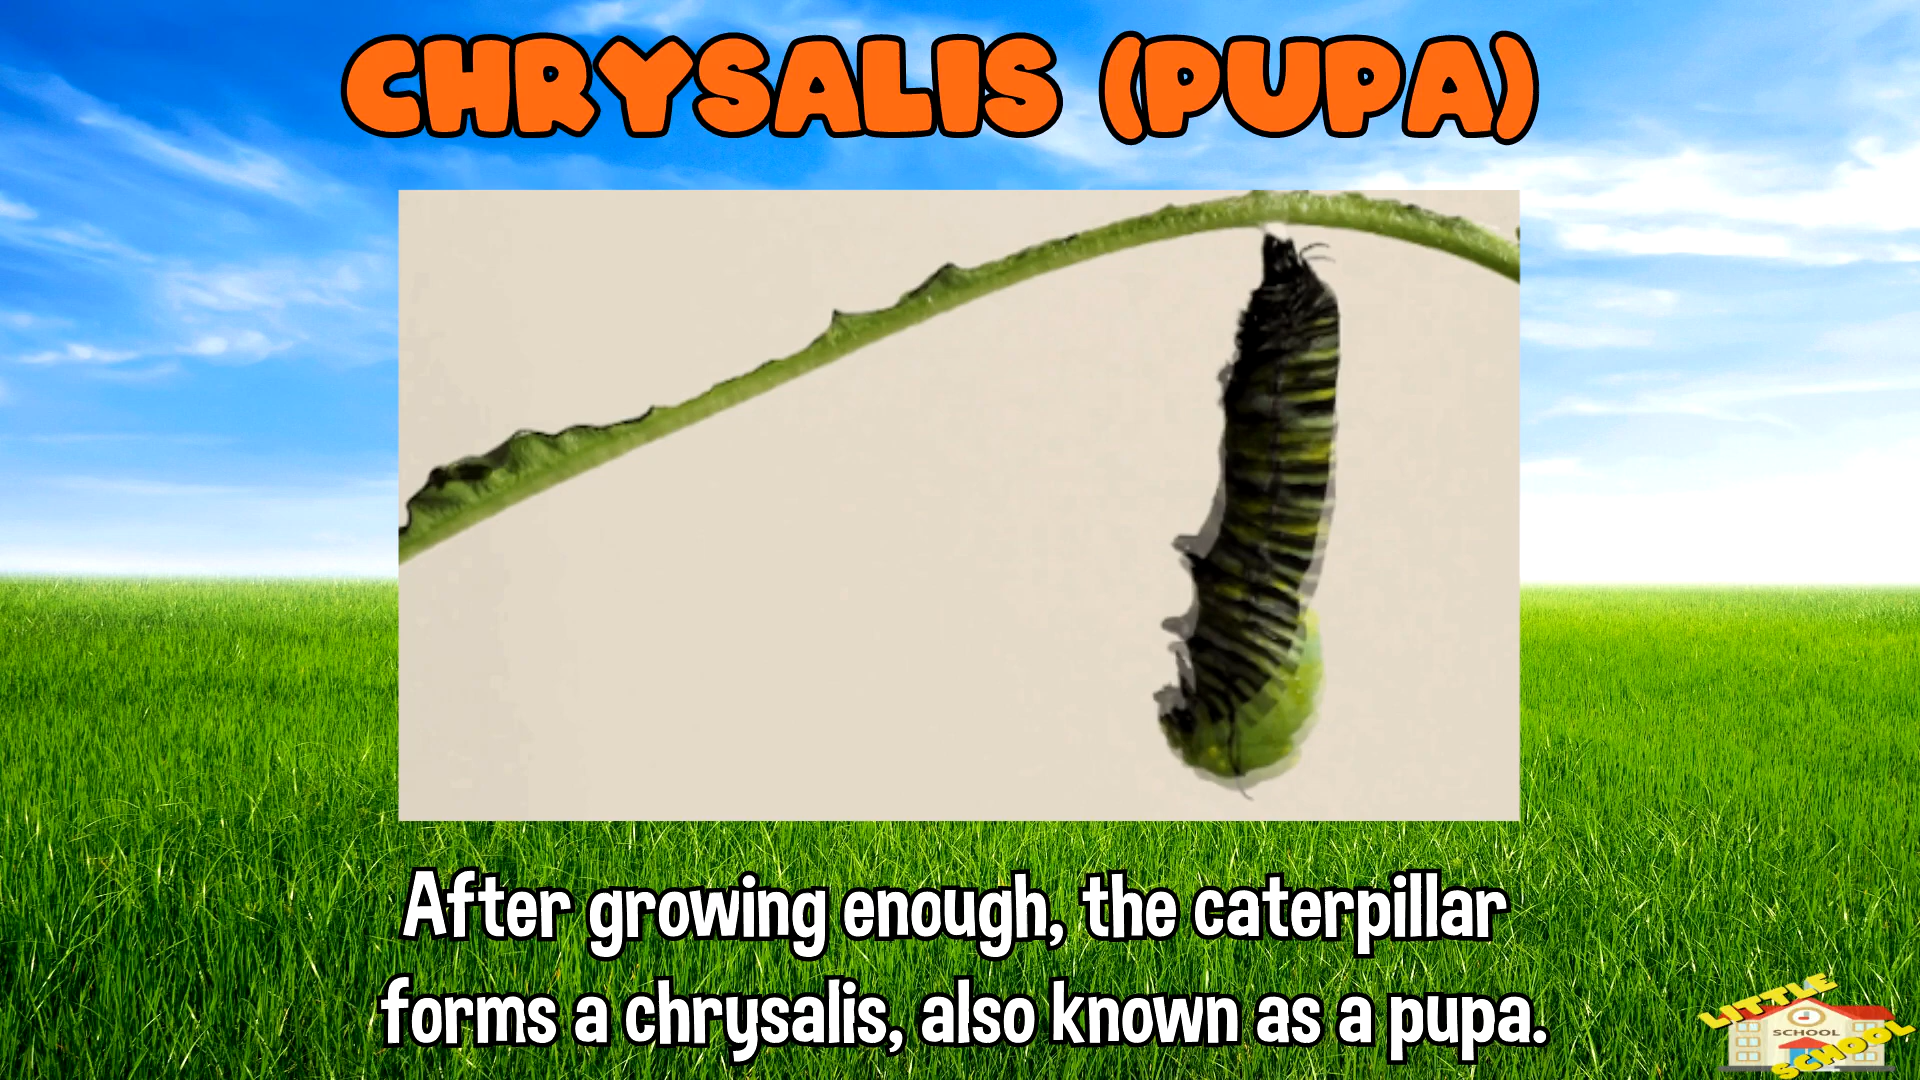 CHRYSALIS (PUPA)
After growing enough, the caterpillar
forms a chrysalis, also known as a pupa.
LITTLE
SCHOOL
SCHOOL